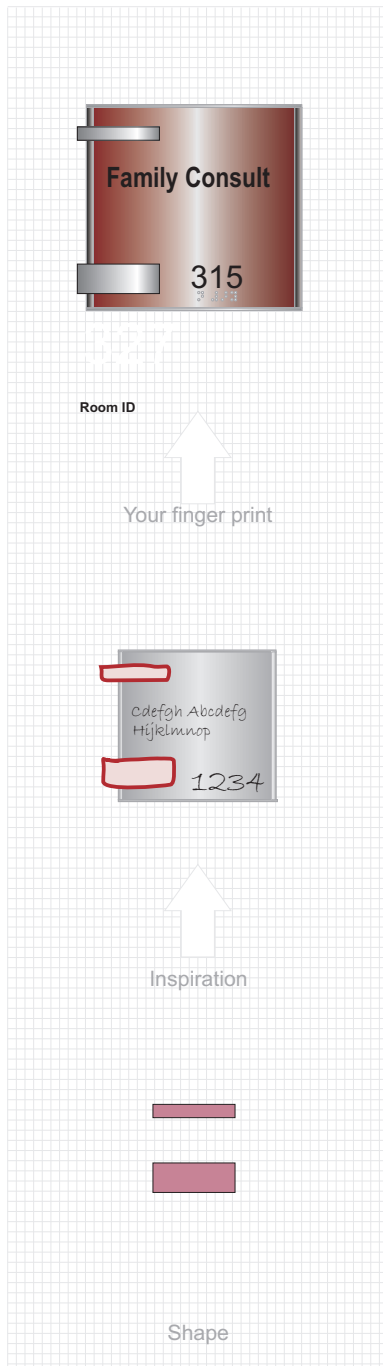 Family Consult
315
Room ID
Your finger print
Cdefgh Abcdefg
Hijklmnop
1234
Inspiration
Shape